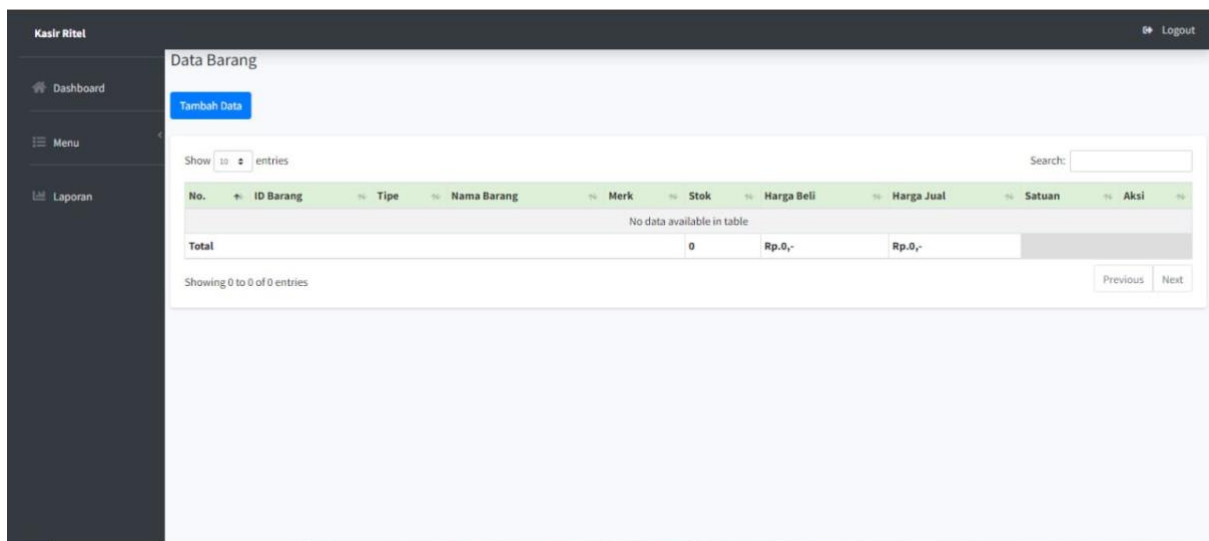 Kasir Ritel
Logout
Dashboard
Menu
Laporan
Data Barang
Tambah Data
Show 10 entries
Search:
No. ID Barang Tipe Nama Barang Merk Stok Harga Beli Harga Jual Satuan Aksi
No data available in table
Total 0 Rp.0,- Rp.0,-
Showing 0 to 0 of 0 entries
Previous Next